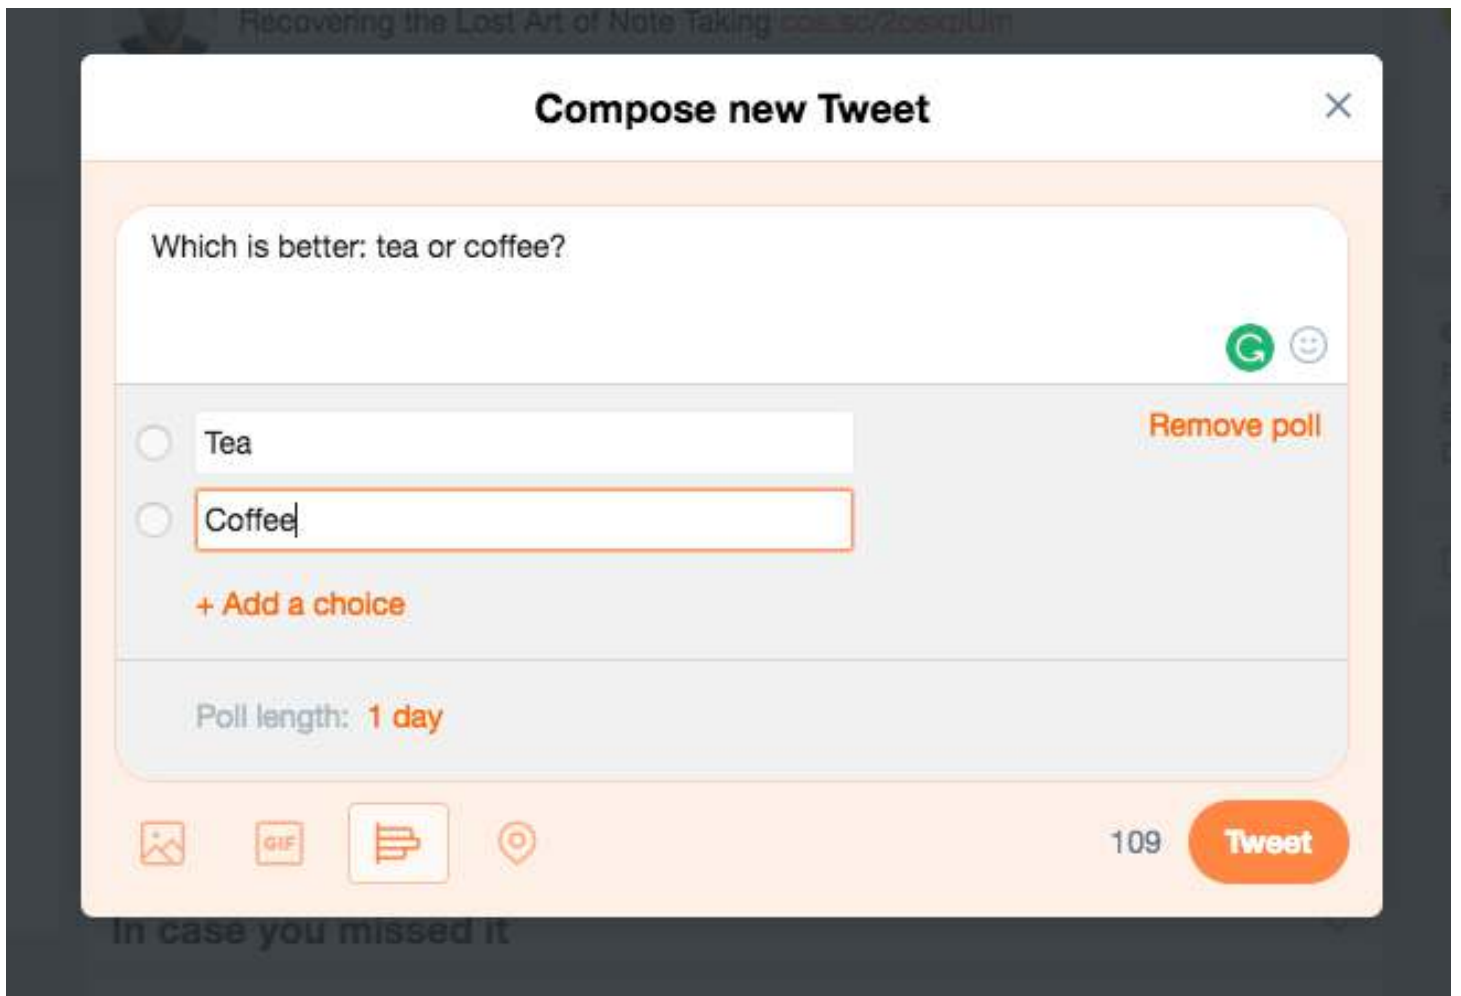 Recovering the Lost Art of Note Taking
Compose new Tweet
Which is better: tea or coffee?
Tea
Remove poll
Coffee
+ Add a choice
Poll length: 1 day
GIF
109
Tweet
In case you missed it